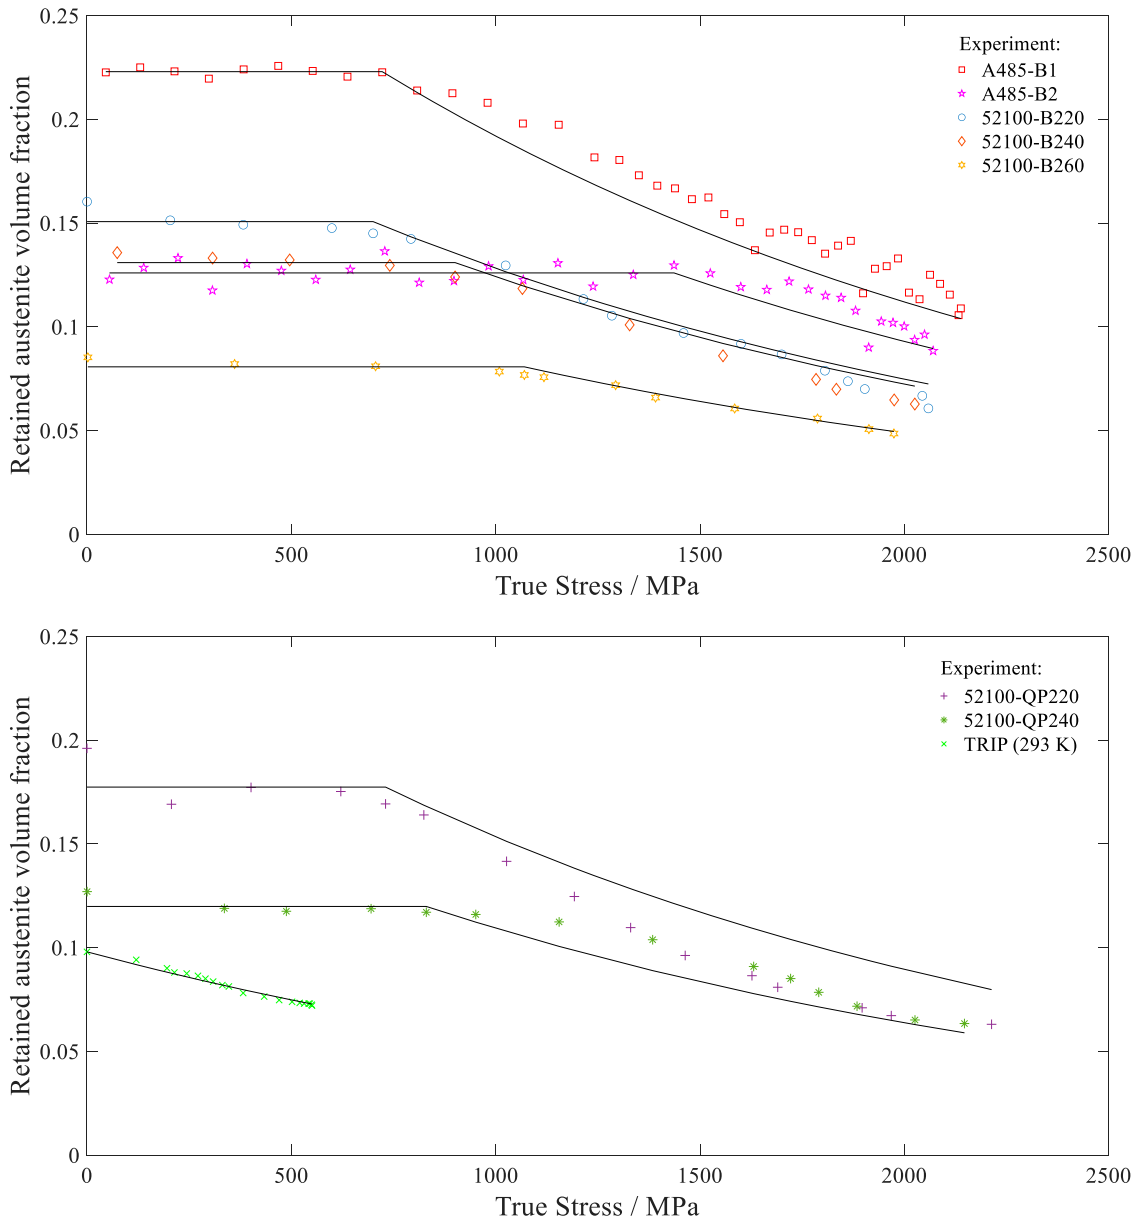 0.25
0.2
0.15
0.1
0.05
0
Retained austenite volume fraction
Experiment:
A485-B1
A485-B2
52100-B220
52100-B240
52100-B260
0 500 1000 1500 2000 2500
True Stress / MPa
0.25
0.2
0.15
0.1
0.05
0
Retained austenite volume fraction
Experiment:
52100-QP220
52100-QP240
TRIP (293 K)
0 500 1000 1500 2000 2500
True Stress / MPa